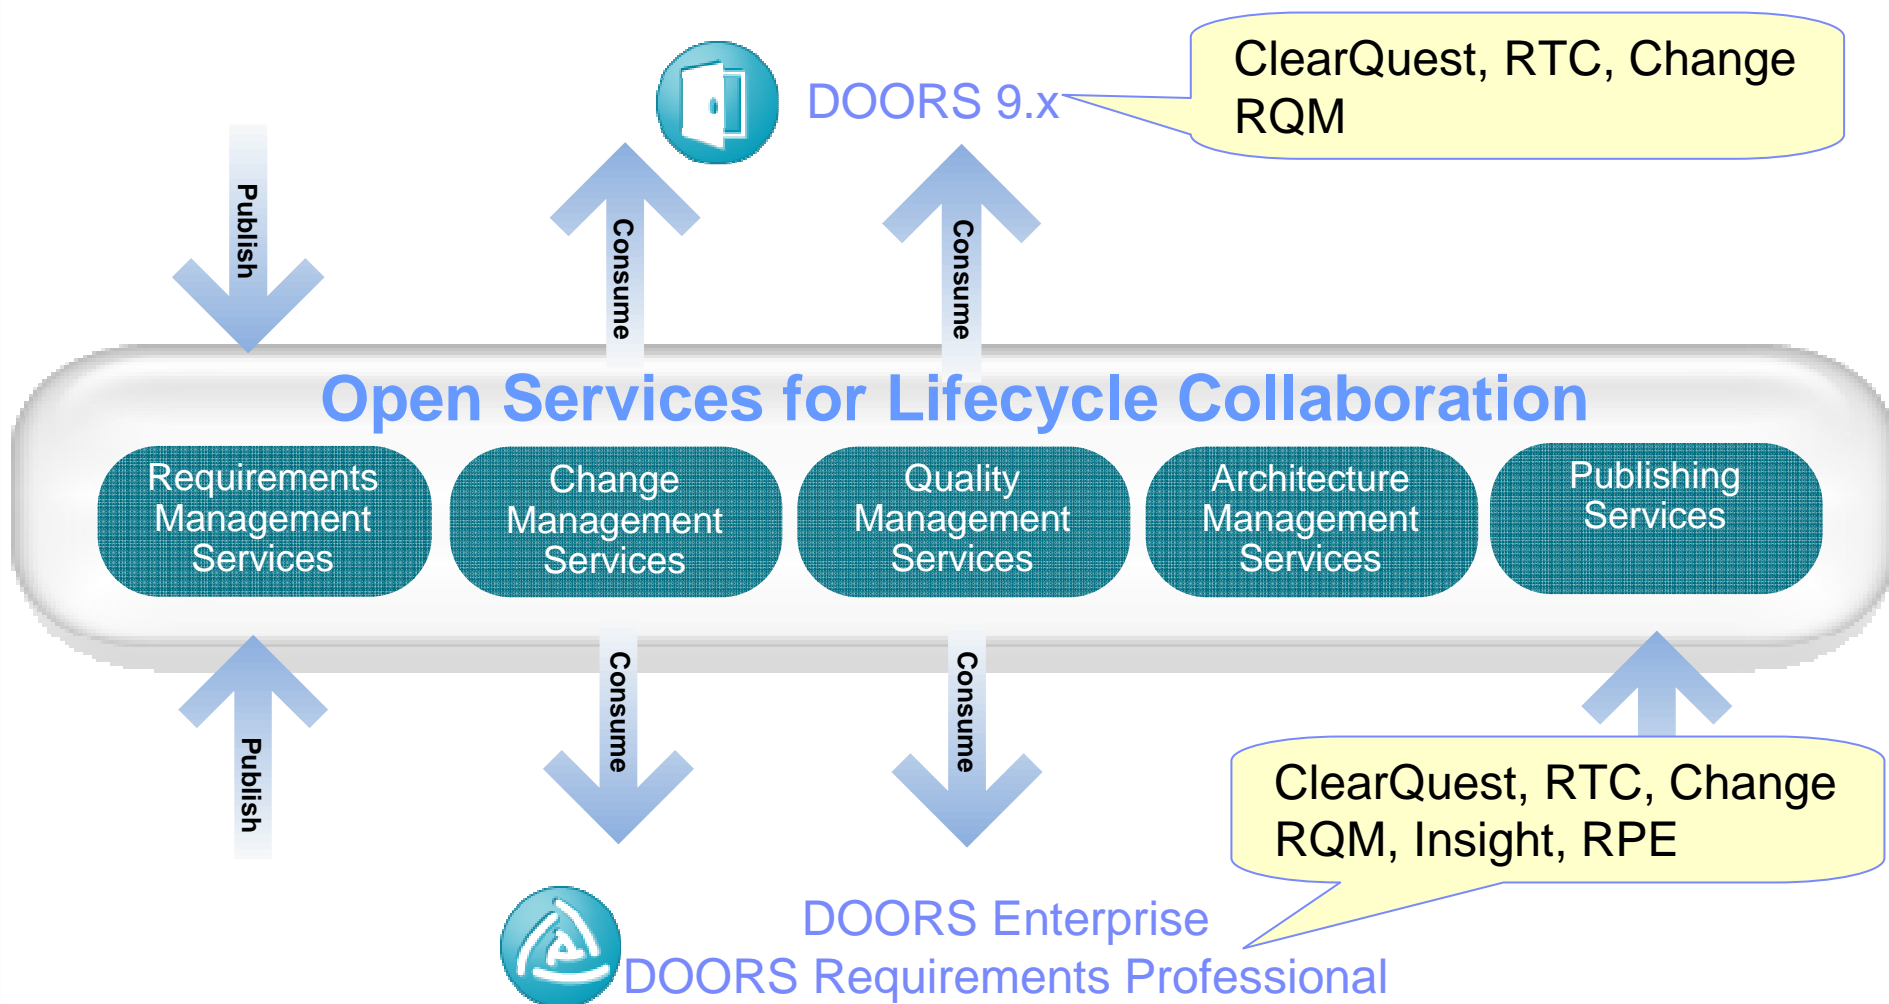 ClearQuest, RTC, Change
RQM
DOORS 9.x
Publish
Consume
Consume
Open Services for Lifecycle Collaboration
Requirements
Management
Services
Change
Management
Services
Quality
Management
Services
Architecture
Management
Services
Publishing
Services
Publish
Consume
Consume
ClearQuest, RTC, Change
RQM, Insight, RPE
DOORS Enterprise
DOORS Requirements Professional